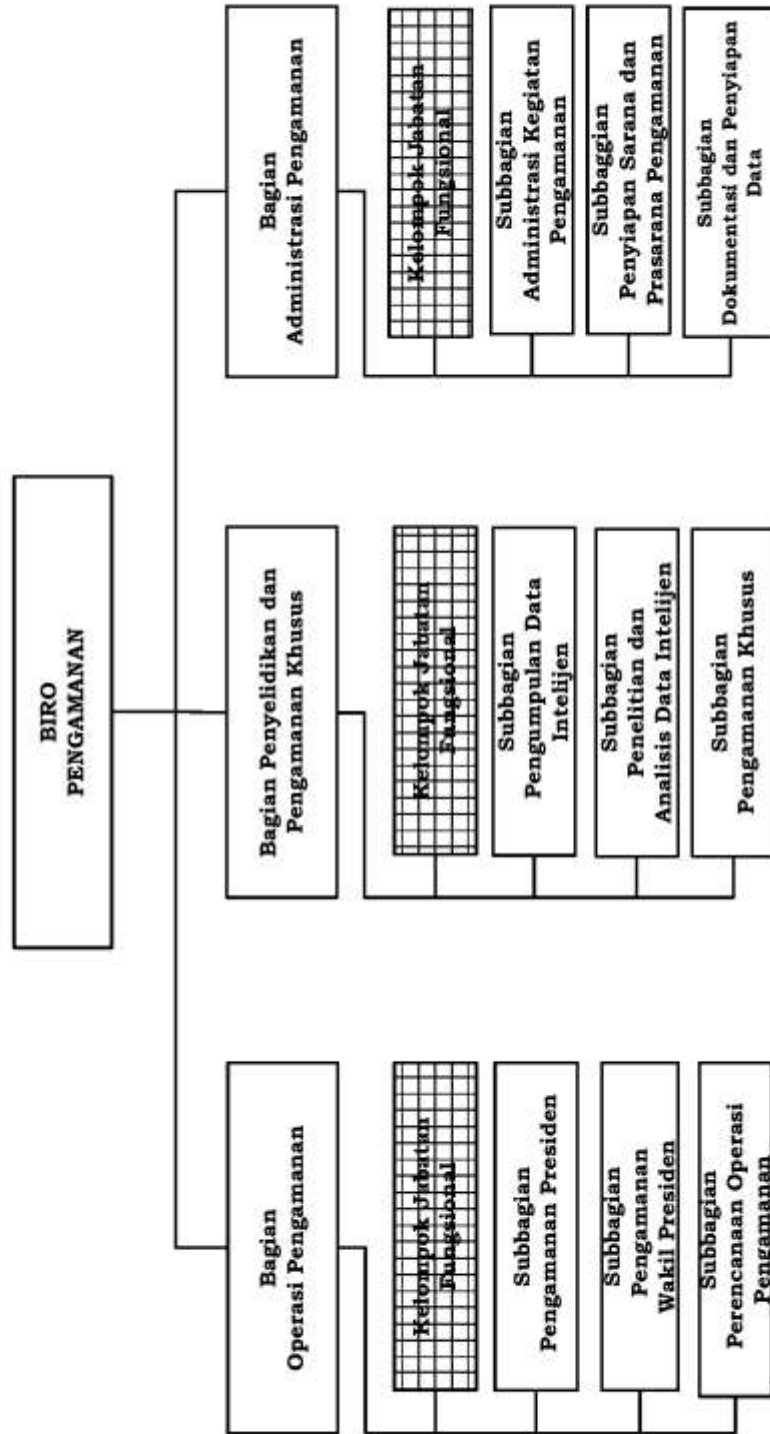 BIRO
PENGAMANAN
Bagian
Operasi Pengamanan
Kelompok Jabatan
Fungsional
Subbagian
Pengamanan Presiden
Subbagian
Pengamanan
Wakil Presiden
Subbagian
Perencanaan Operasi
Pengamanan
Bagian Penyelidikan dan
Pengamanan Khusus
Kelompok Jabatan
Fungsional
Subbagian
Pengumpulan Data
Intelijen
Subbagian
Penelitian dan
Analisis Data Intelijen
Subbagian
Pengamanan Khusus
Bagian
Administrasi Pengamanan
Kelompok Jabatan
Fungsional
Subbagian
Administrasi Kegiatan
Pengamanan
Subbaggian
Penyiapan Sarana dan
Prasarana Pengamanan
Subbagian
Dokumentasi dan Penyiapan
Data